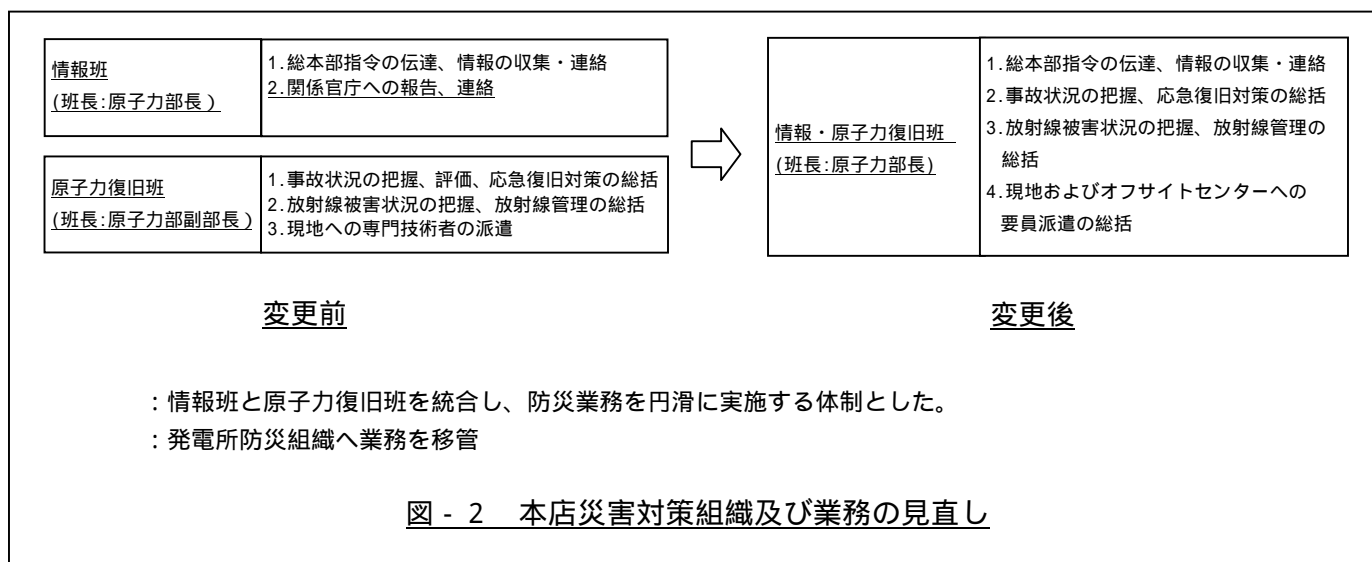 情報班
(班長:原子力部長)
1.総本部指令の伝達、情報の収集・連絡
2.関係官庁への報告、連絡
原子力復旧班
(班長:原子力部副部長)
1.事故状況の把握、評価、応急復旧対策の総括
2.放射線被害状況の把握、放射線管理の総括
3.現地への専門技術者の派遣
変更前
情報・原子力復旧班
(班長:原子力部長)
1.総本部指令の伝達、情報の収集・連絡
2.事故状況の把握、応急復旧対策の総括
3.放射線被害状況の把握、放射線管理の
総括
4.現地およびオフサイトセンターへの
要員派遣の総括
変更後
:情報班と原子力復旧班を統合し、防災業務を円滑に実施する体制とした。
:発電所防災組織へ業務を移管
図 - 2 本店災害対策組織及び業務の見直し